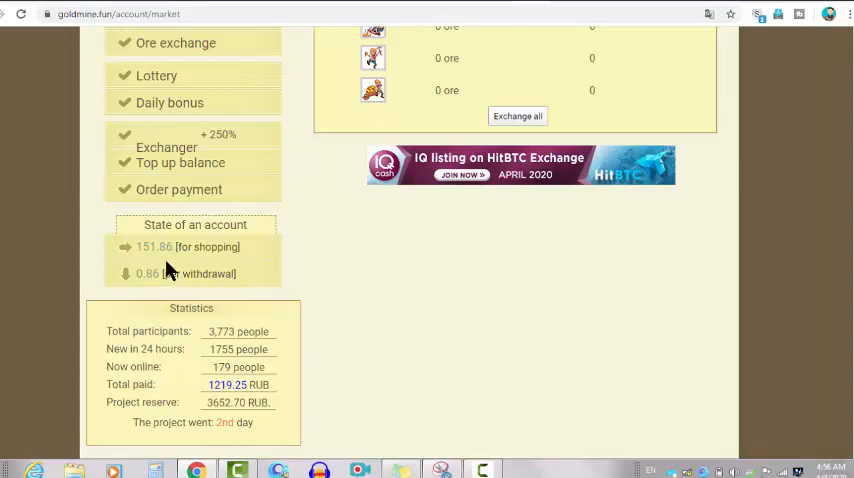 goldmine.fun/account/market
Ore exchange
Lottery
Daily bonus
+ 250%
Exchanger
Top up balance
Order payment
State of an account
151.86 [for shopping]
0.86 [for withdrawal]
Statistics
Total participants: 3,773 people
New in 24 hours: 1755 people
Now online: 179 people
Total paid: 1219.25 RUB
Project reserve: 3652.70 RUB.
The project went: 2nd day
0 ore 0
0 ore 0
0 ore 0
Exchange all
IQ cash
IQ listing on HitBTC Exchange
JOIN NOW »
APRIL 2020
HitBTC
EN
4:56 AM